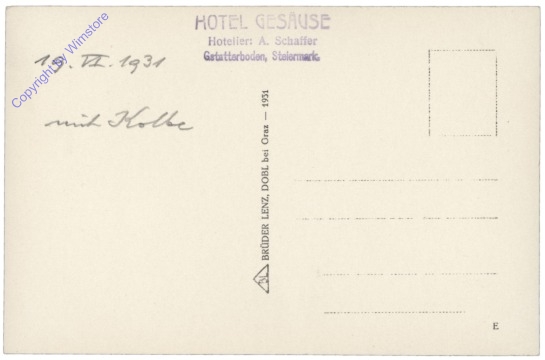 HOTEL GESÄUSE
Hotelier: A. Schaffer
Gstatterboden, Steiermark.
19. VI. 1931
mit Kolbe
Copyright by Wimstore
BRÜDER LENZ, DOBL bei Graz — 1931
E